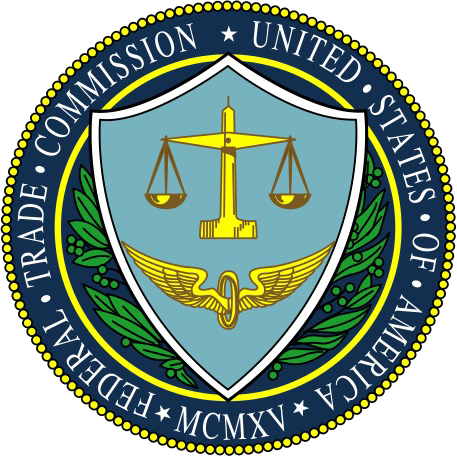 FEDERAL • TRADE • COMMISSION ★ UNITED • STATES • OF • AMERICA
★ MCMXV ★